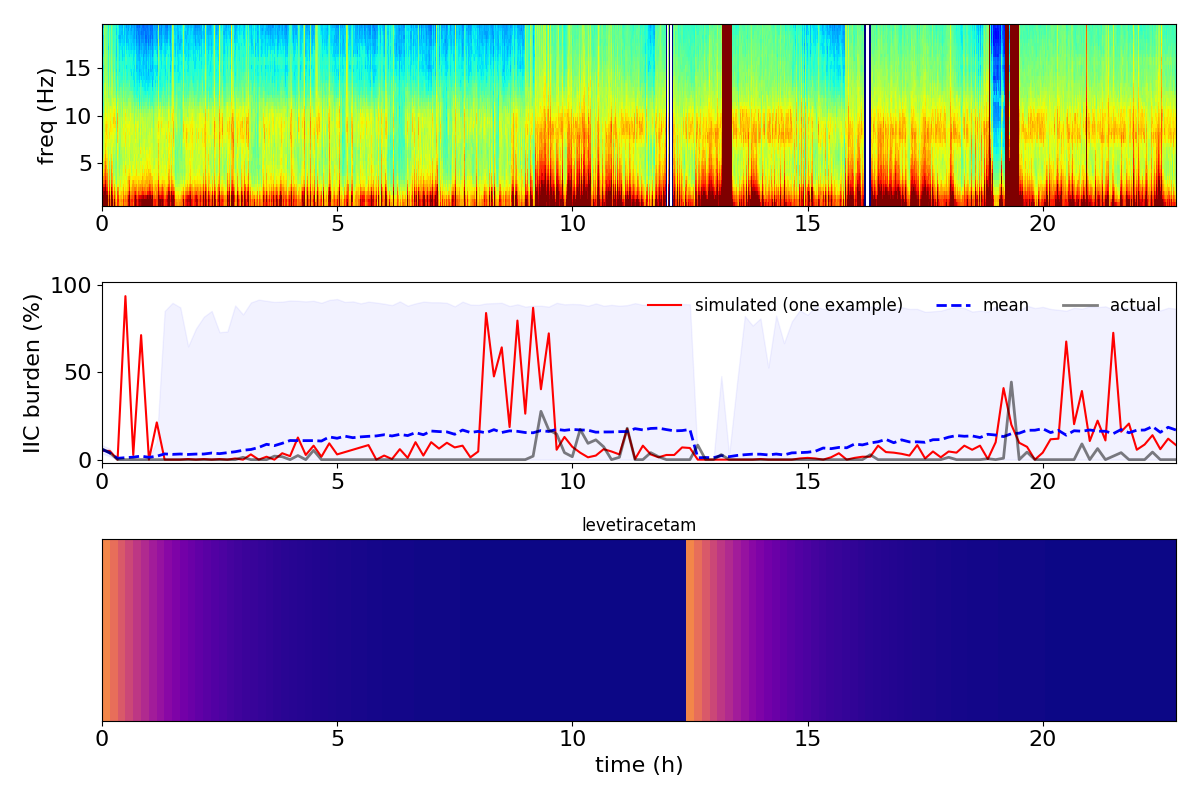 freq (Hz)
15
10
5
0 5 10 15 20
IIC burden (%)
100
50
0
simulated (one example) mean actual
0 5 10 15 20
levetiracetam
0 5 10 15 20
time (h)